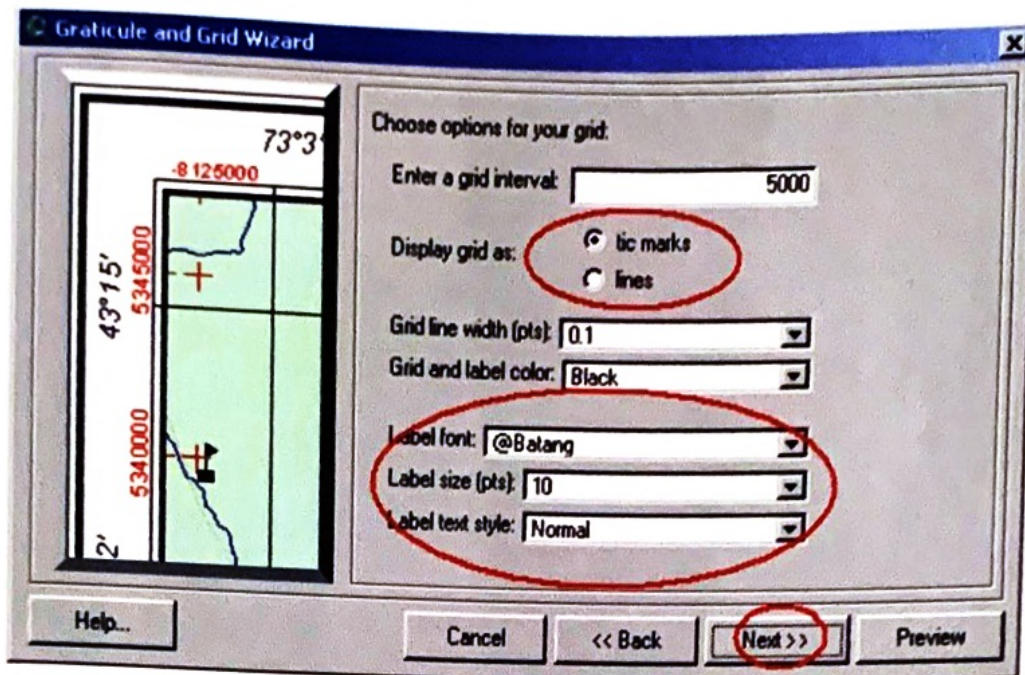 Graticule and Grid Wizard
73°3
-8125000
5345000
43°15'
5340000
2'
Choose options for your grid:
Enter a grid interval: 5000
Display grid as: tic marks
lines
Grid line width (pts): 0.1
Grid and label color: Black
Label font: @Batang
Label size (pts): 10
Label text style: Normal
Help...
Cancel
<< Back
Next >>
Preview